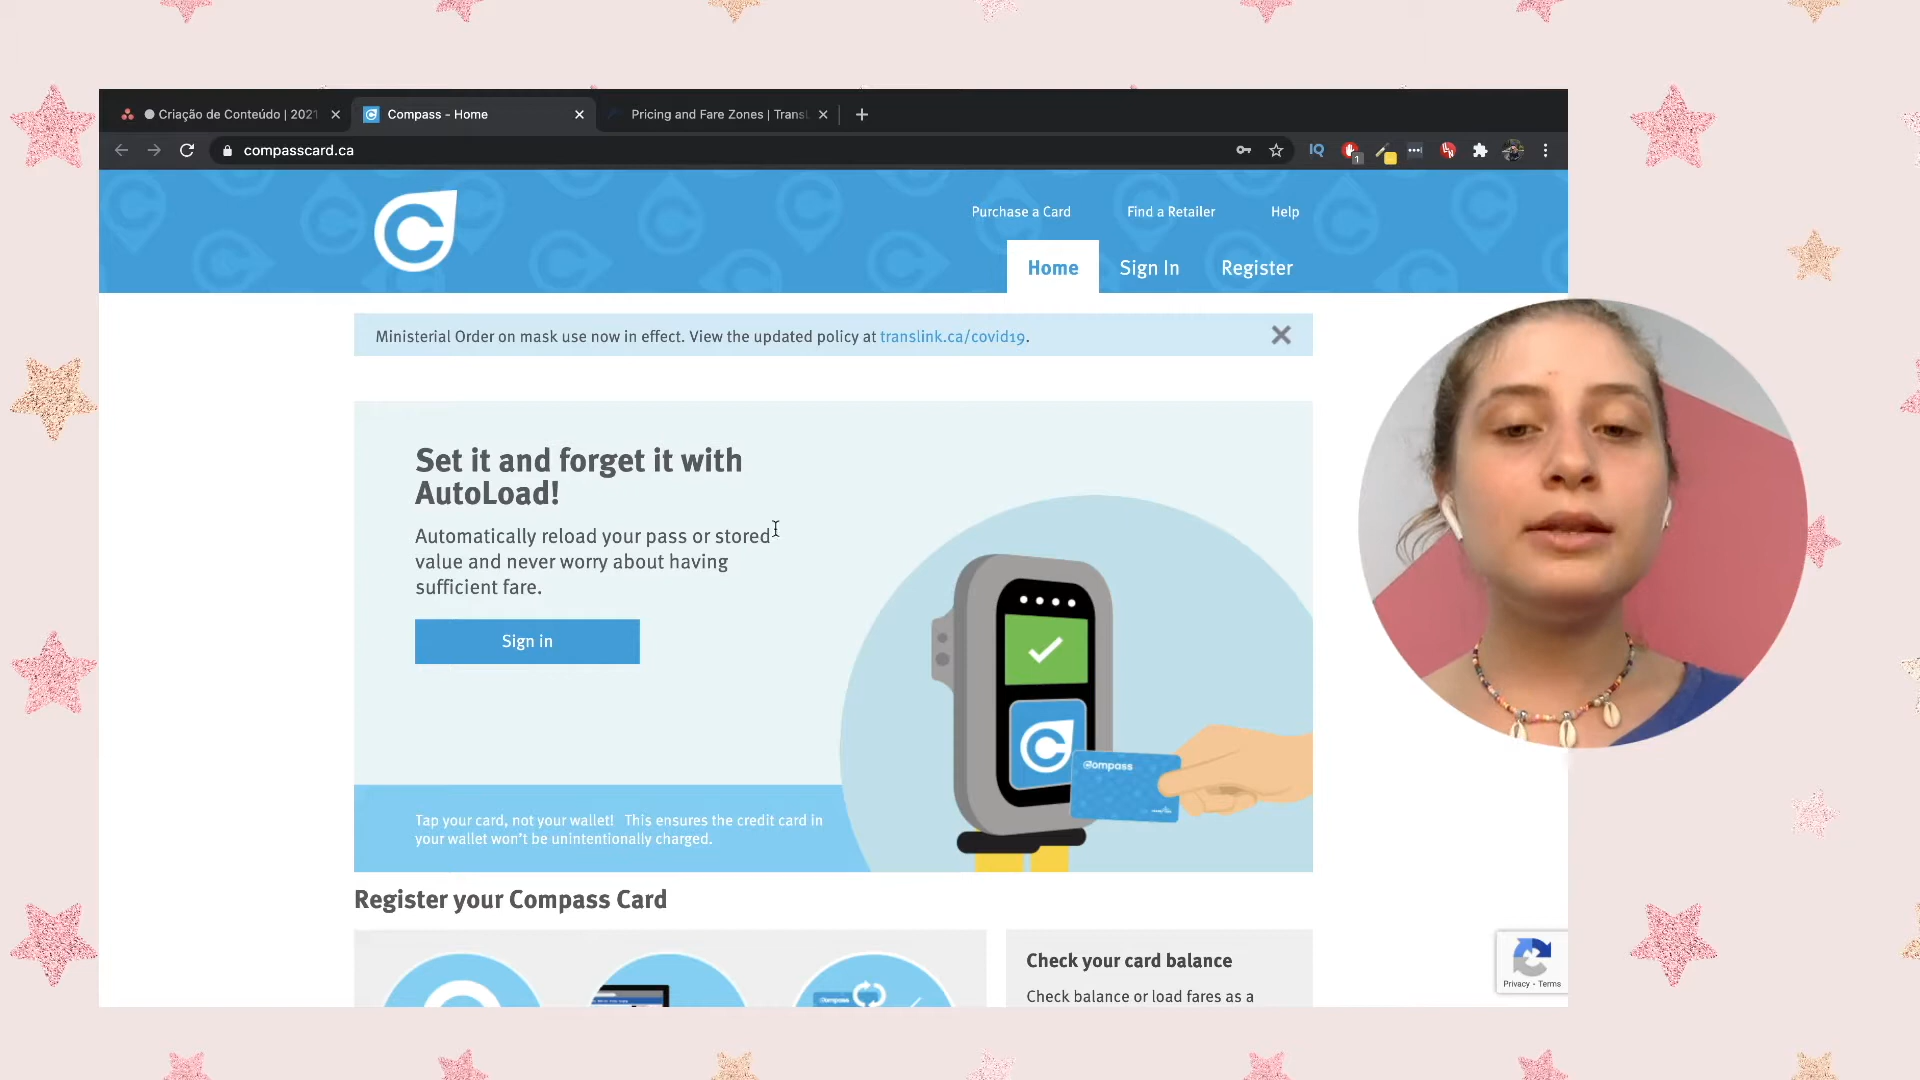 Criação de Conteúdo | 2021
Compass - Home
Pricing and Fare Zones | Trans
compasscard.ca
IQ
1
Purchase a Card
Find a Retailer
Help
Home
Sign In
Register
Ministerial Order on mask use now in effect. View the updated policy at translink.ca/covid19.
Set it and forget it with
AutoLoad!
Automatically reload your pass or stored
value and never worry about having
sufficient fare.
Sign in
Compass
Tap your card, not your wallet! This ensures the credit card in
your wallet won't be unintentionally charged.
Register your Compass Card
Check your card balance
Check balance or load fares as a
Privacy - Terms